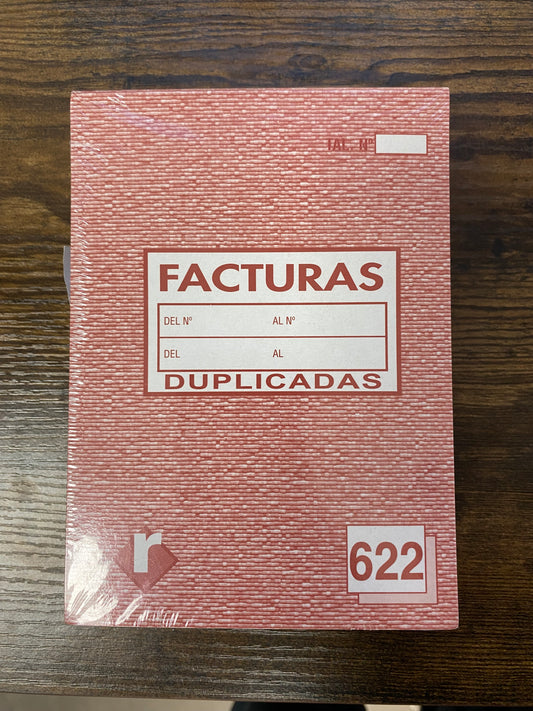 TAL. Nº
FACTURAS
DEL Nº AL Nº
DEL AL
DUPLICADAS
r
622